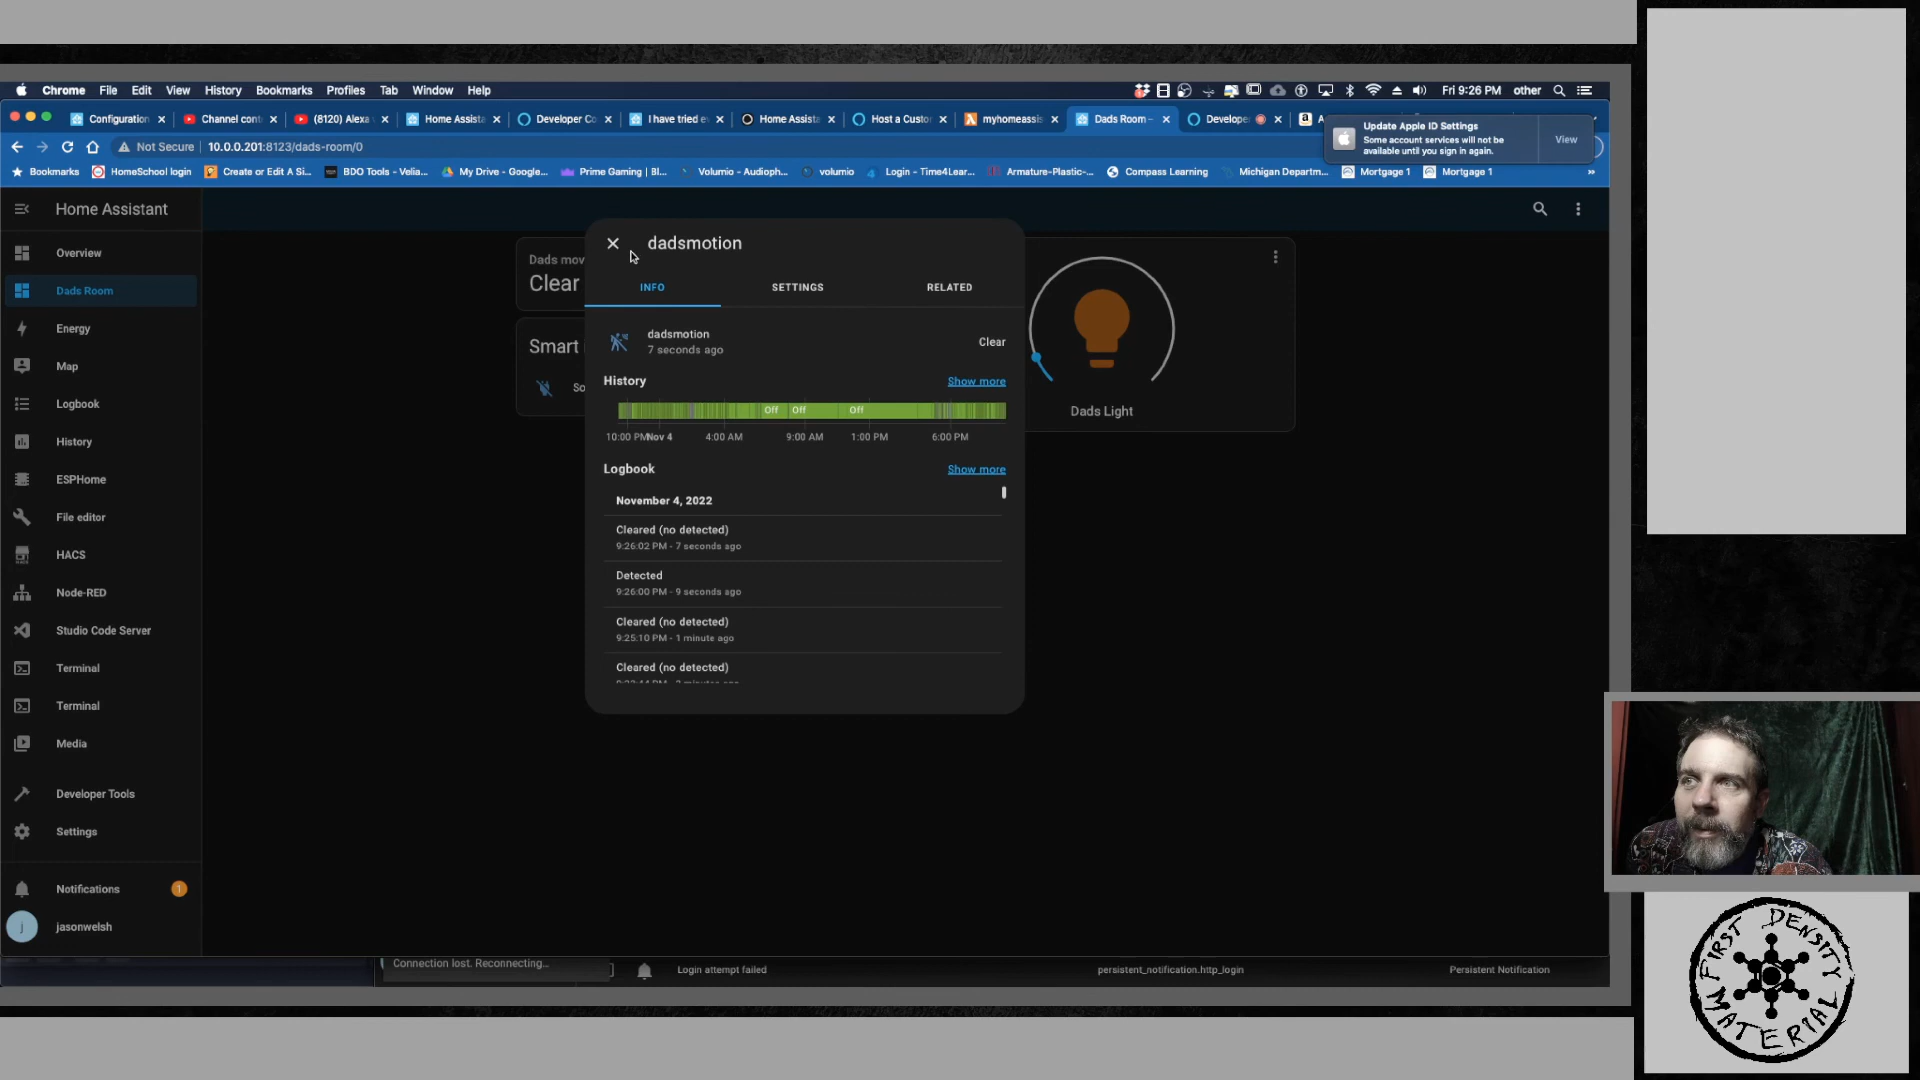 Chrome File Edit View History Bookmarks Profiles Tab Window Help Fri 9:26 PM other
Configuration Channel cont (8120) Alexa Home Assista Developer Co I have tried ev Home Assista Host a Custo myhomeassis Dads Room – Develope A
Update Apple ID Settings
Some account services will not be
available until you sign in again.
View
Not Secure 10.0.0.201:8123/dads-room/0
Bookmarks HomeSchool login Create or Edit A Si... BDO Tools - Velia... My Drive - Google... Prime Gaming | Bl... Volumio - Audioph... volumio Login - Time4Lear... Armature-Plastic-... Compass Learning Michigan Departm... Mortgage 1 Mortgage 1 »
Home Assistant
Overview
Dads Room
Energy
Map
Logbook
History
ESPHome
File editor
HACS
Node-RED
Studio Code Server
Terminal
Terminal
Media
Developer Tools
Settings
Notifications 1
j jasonwelsh
Dads mov
Clear
Smart
So
dadsmotion
INFO SETTINGS RELATED
dadsmotion
7 seconds ago
Clear
History Show more
Off Off Off
10:00 PM Nov 4 4:00 AM 9:00 AM 1:00 PM 6:00 PM
Logbook Show more
November 4, 2022
Cleared (no detected)
9:26:02 PM - 7 seconds ago
Detected
9:26:00 PM - 9 seconds ago
Cleared (no detected)
9:25:10 PM - 1 minute ago
Cleared (no detected)
Dads Light
Connection lost. Reconnecting...
Login attempt failed persistent_notification.http_login Persistent Notification
FIRST DENSITY
MATERIAL